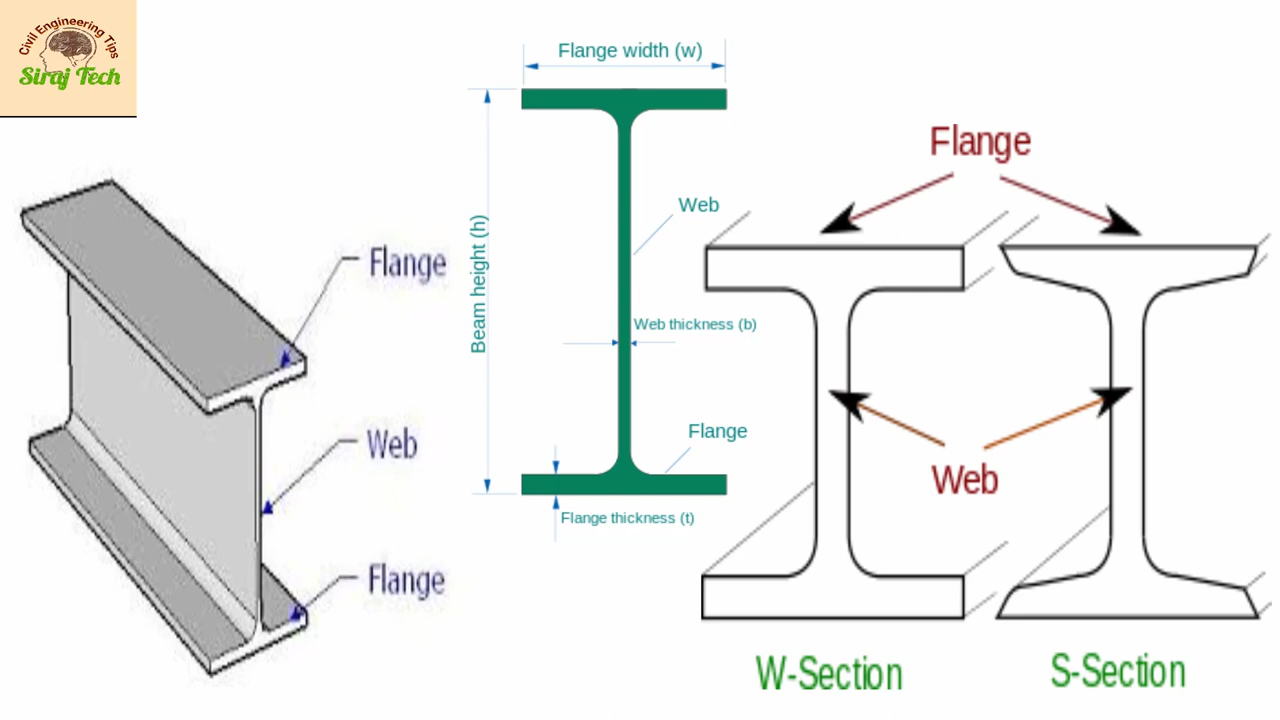 Civil Engineering Tips
Siraj Tech
Flange width (w)
Beam height (h)
Web
Web thickness (b)
Flange
Flange thickness (t)
Flange
Web
Flange
Flange
Web
W-Section
S-Section